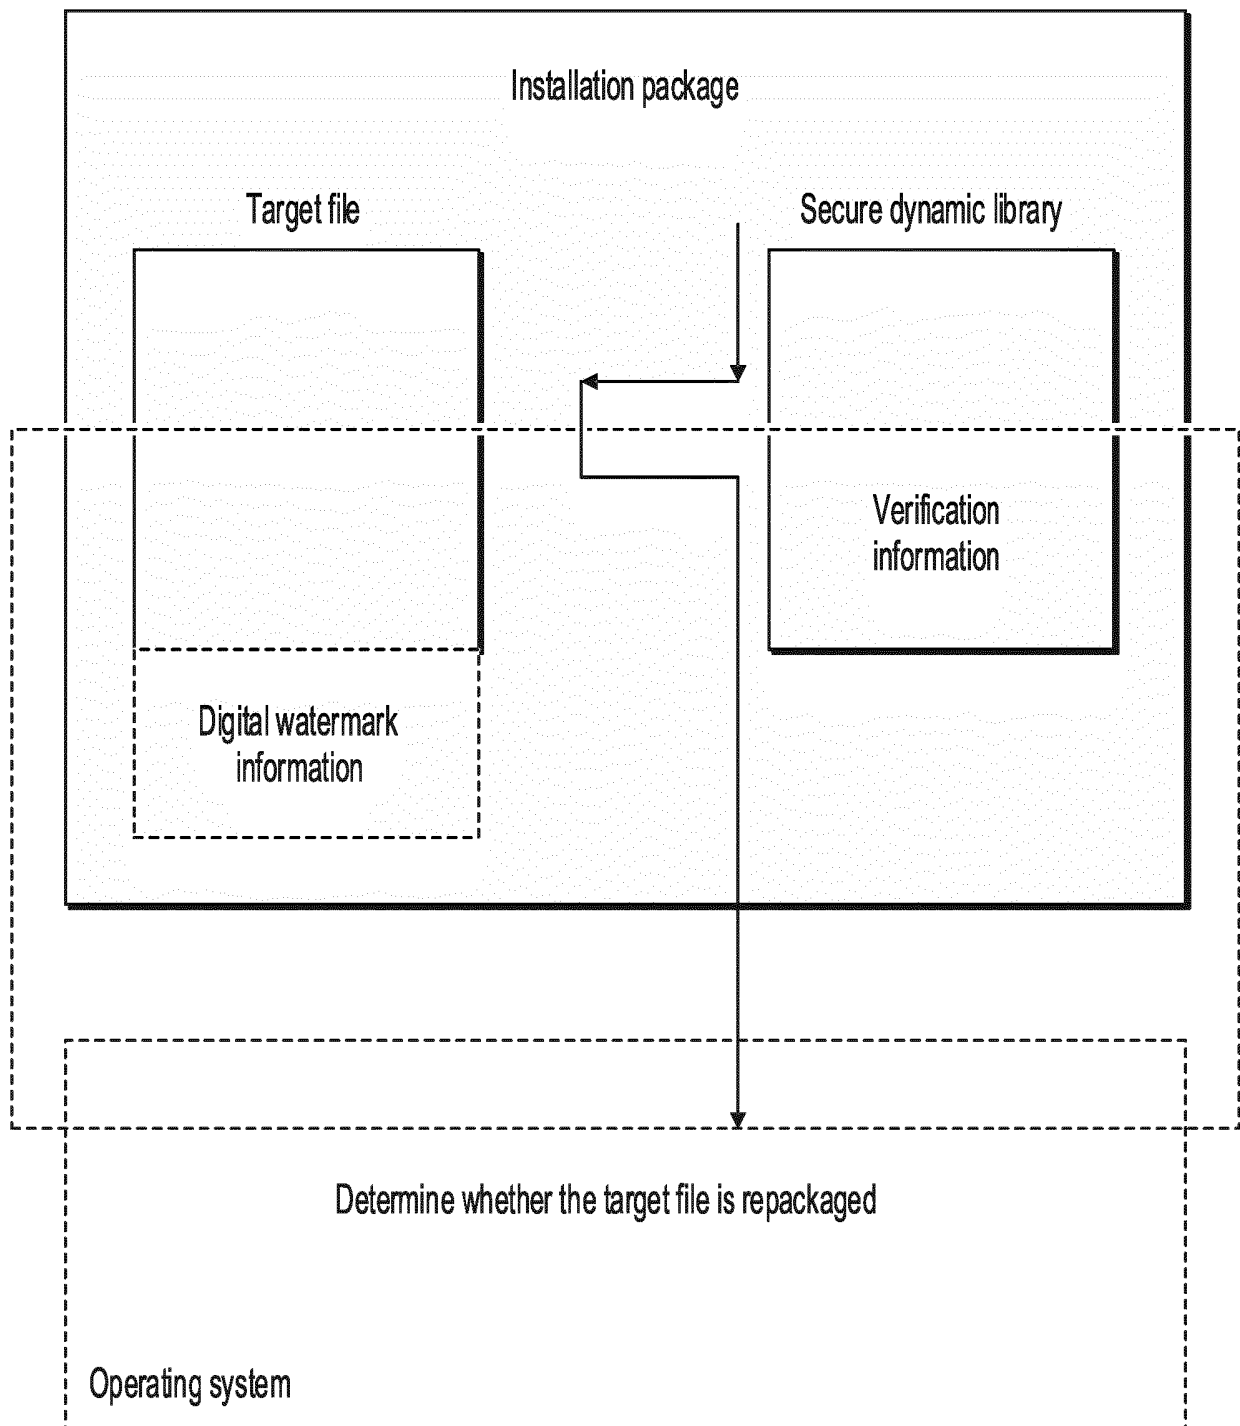 Installation package
Target file
Secure dynamic library
Verification
information
Digital watermark
information
Determine whether the target file is repackaged
Operating system